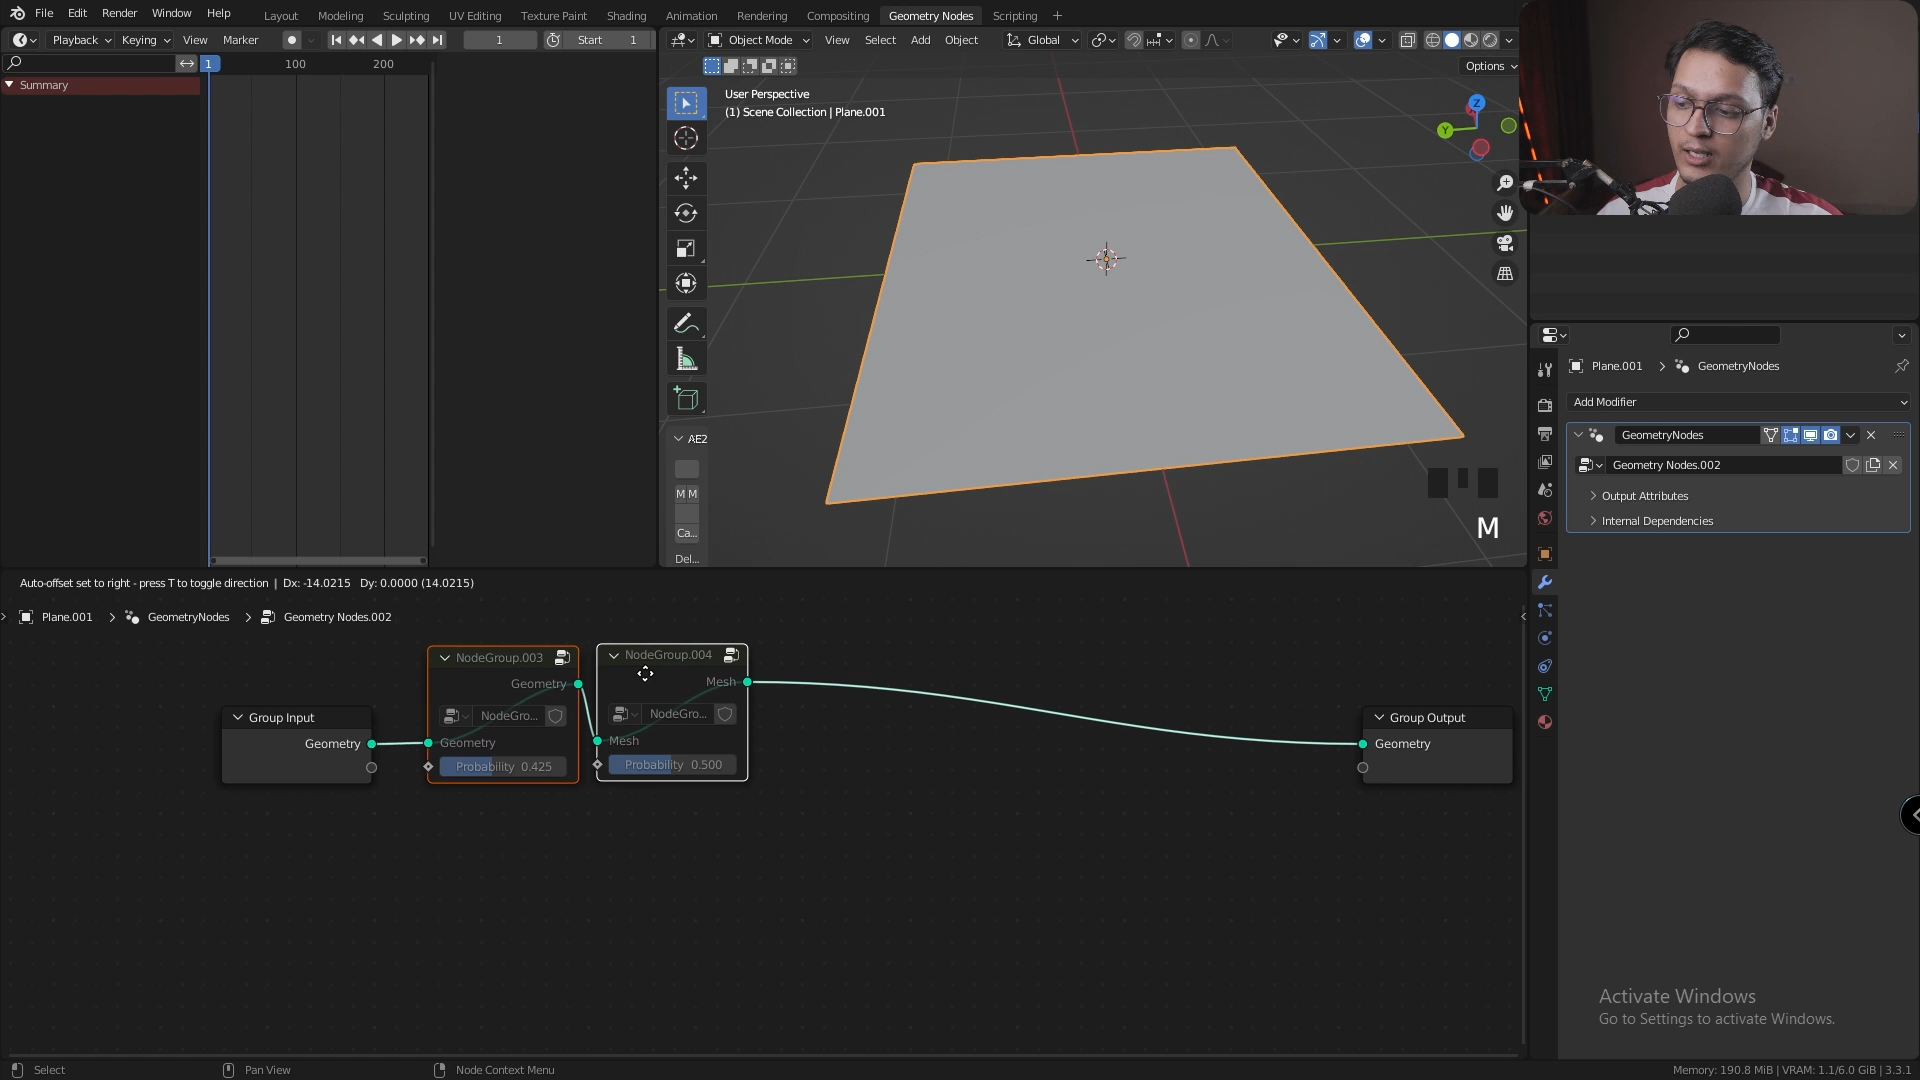 File Edit Render Window Help
Layout Modeling Sculpting UV Editing Texture Paint Shading Animation Rendering Compositing Geometry Nodes Scripting +
Playback Keying View Marker 1 Start 1
Object Mode View Select Add Object Global
Options
1 100 200
Summary
User Perspective
(1) Scene Collection | Plane.001
Z
Y
AE2
M M
Ca...
Del...
M
Plane.001 > GeometryNodes
Add Modifier
GeometryNodes
Geometry Nodes.002
Output Attributes
Internal Dependencies
Auto-offset set to right - press T to toggle direction | Dx: -14.0215 Dy: 0.0000 (14.0215)
Plane.001 > GeometryNodes > Geometry Nodes.002
Group Input
Geometry
NodeGroup.003
Geometry
NodeGro...
Geometry
Probability 0.425
NodeGroup.004
Mesh
NodeGro...
Mesh
Probability 0.500
Group Output
Geometry
Activate Windows
Go to Settings to activate Windows.
Select Pan View Node Context Menu
Memory: 190.8 MiB | VRAM: 1.1/6.0 GiB | 3.3.1